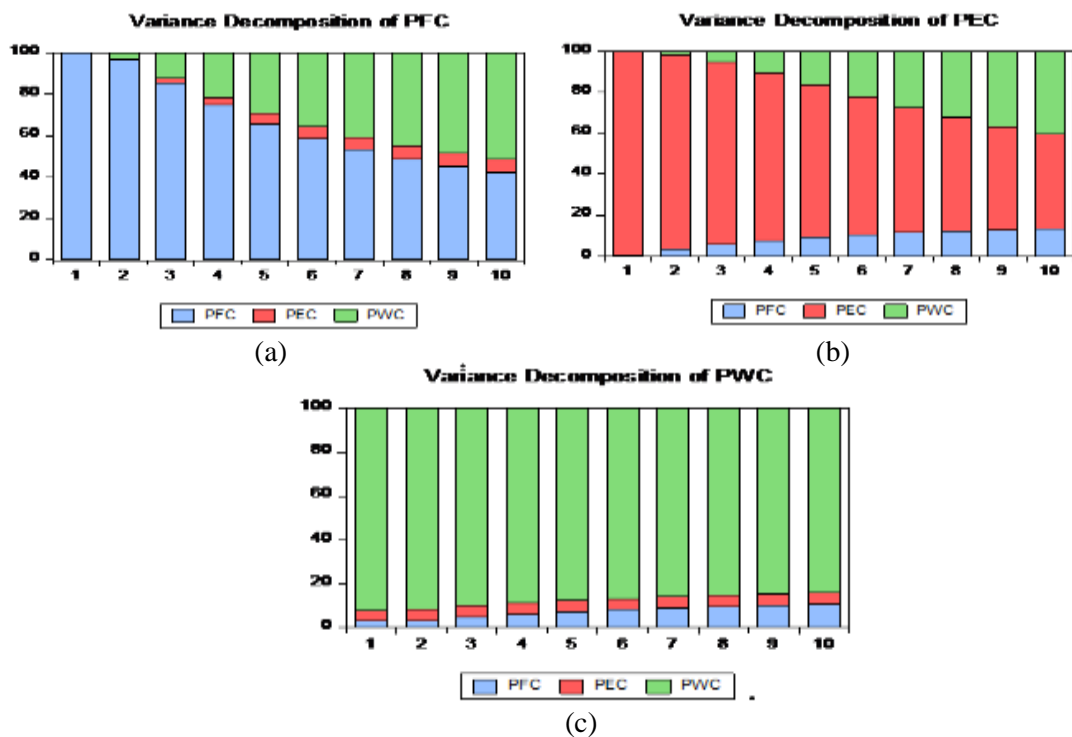 Variance Decomposition of PFC
100
80
60
40
20
0
1 2 3 4 5 6 7 8 9 10
PFC PEC PWC
(a)
Variance Decomposition of PEC
100
80
60
40
20
0
1 2 3 4 5 6 7 8 9 10
PFC PEC PWC
(b)
Variance Decomposition of PWC
100
80
60
40
20
0
1 2 3 4 5 6 7 8 9 10
PFC PEC PWC
(c)